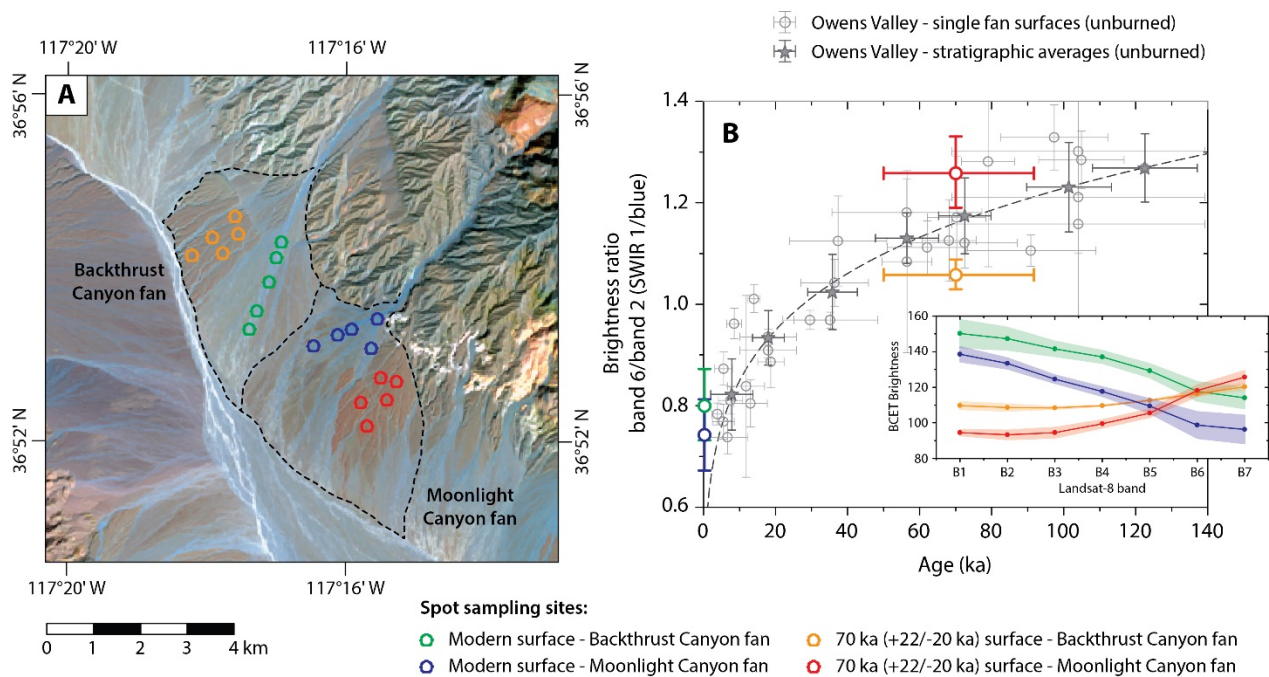 Owens Valley - single fan surfaces (unburned)
Owens Valley - stratigraphic averages (unburned)
117°20' W
117°16' W
A
36°56' N
36°56' N
Backthrust
Canyon fan
Moonlight
Canyon fan
36°52' N
36°52' N
117°20' W
117°16' W
0 1 2 3 4 km
B
Brightness ratio
band 6/band 2 (SWIR 1/blue)
1.4
1.2
1.0
0.8
0.6
0 20 40 60 80 100 120 140
Age (ka)
BCET Brightness
160
140
120
100
80
B1 B2 B3 B4 B5 B6 B7
Landsat-8 band
Spot sampling sites:
Modern surface - Backthrust Canyon fan
Modern surface - Moonlight Canyon fan
70 ka (+22/-20 ka) surface - Backthrust Canyon fan
70 ka (+22/-20 ka) surface - Moonlight Canyon fan